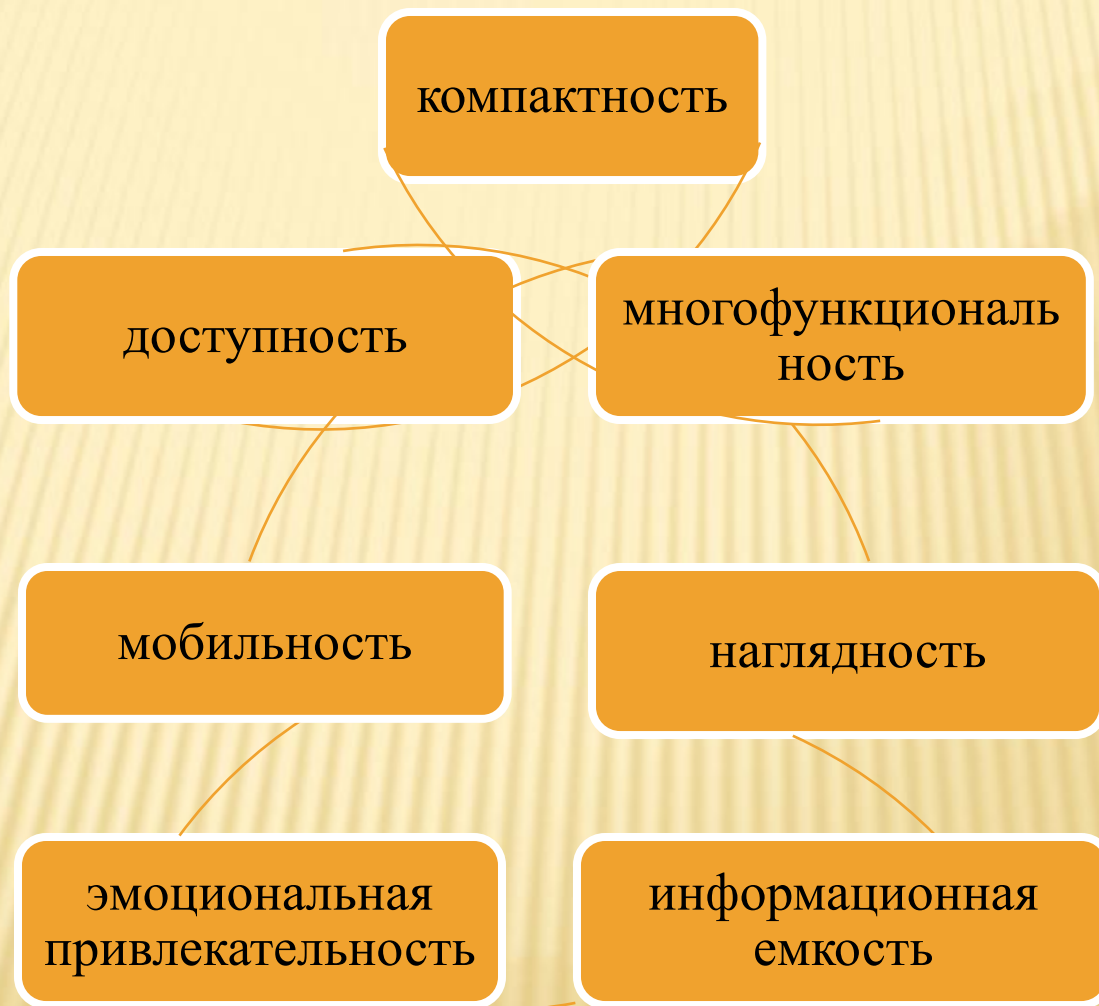 компактность
доступность
многофункциональ
ность
мобильность
наглядность
эмоциональная
привлекательность
информационная
емкость